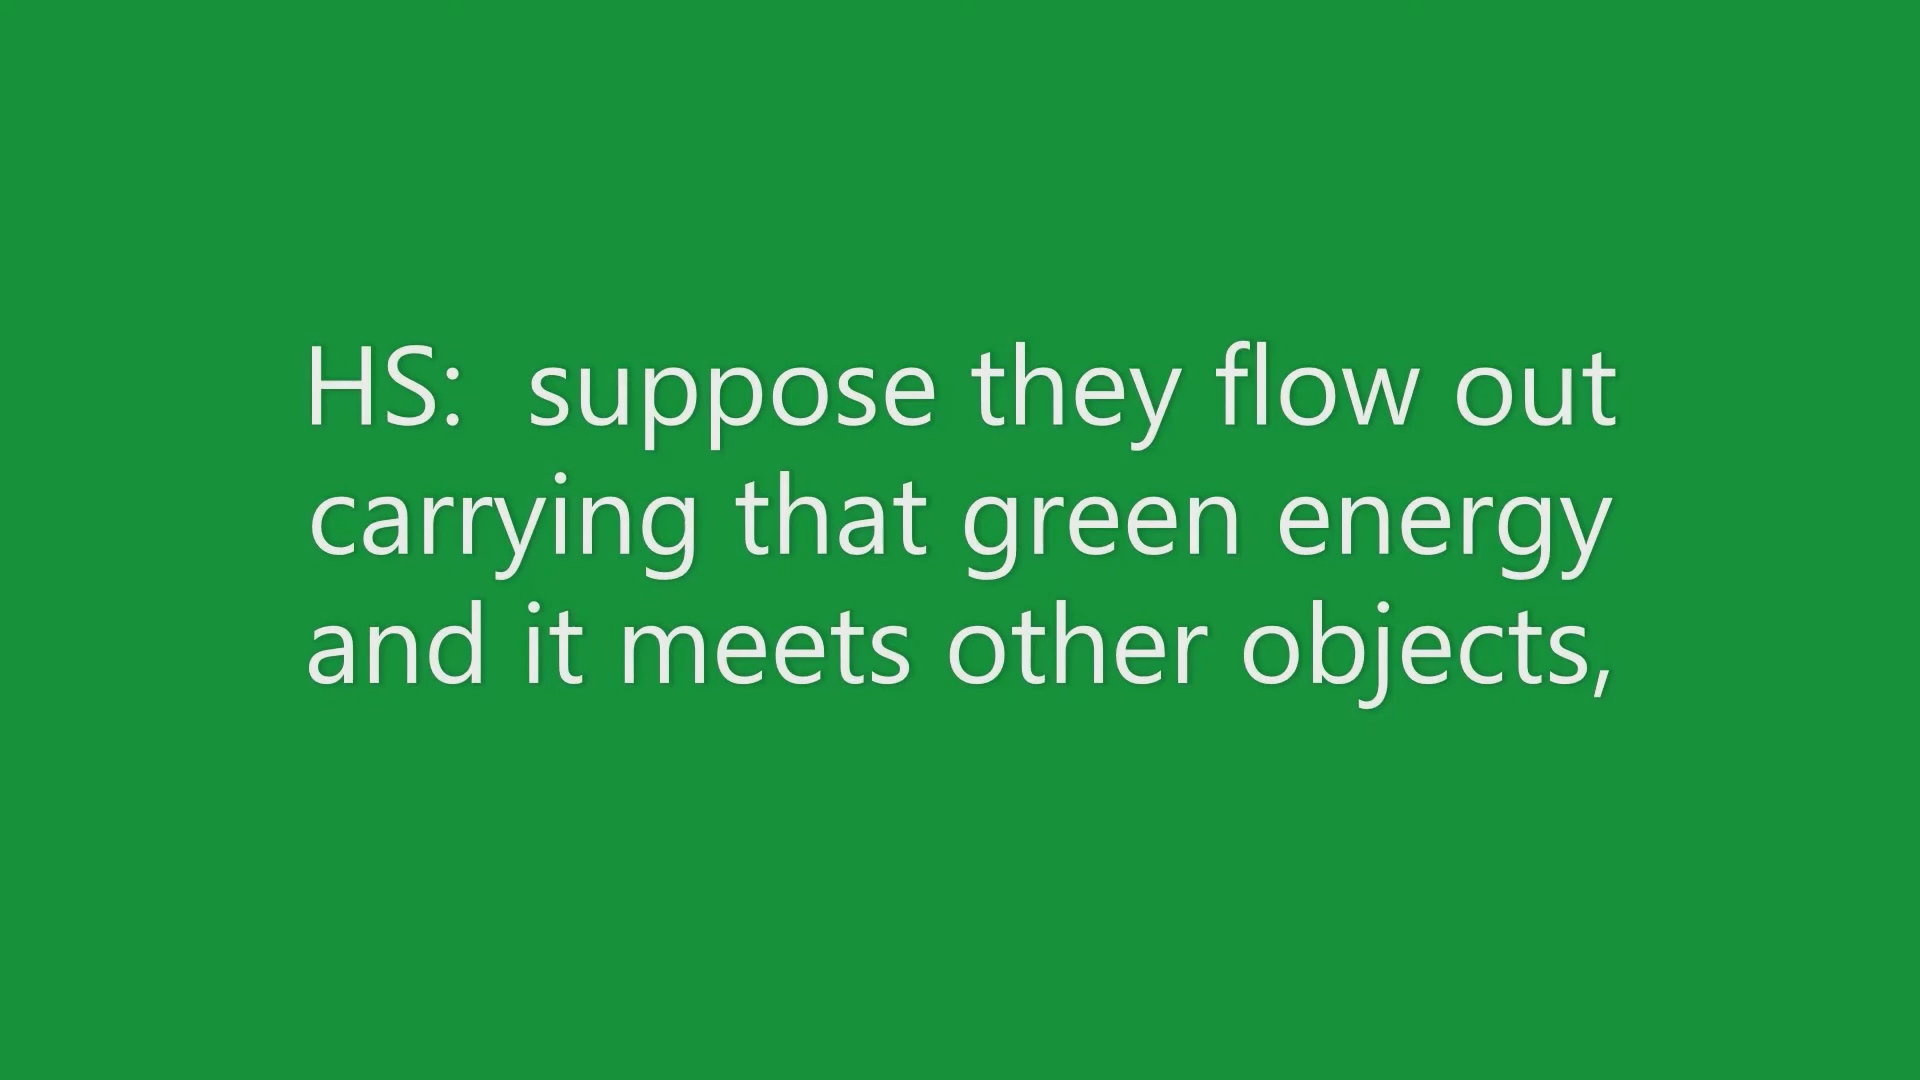 HS:  suppose they flow out
carrying that green energy
and it meets other objects,